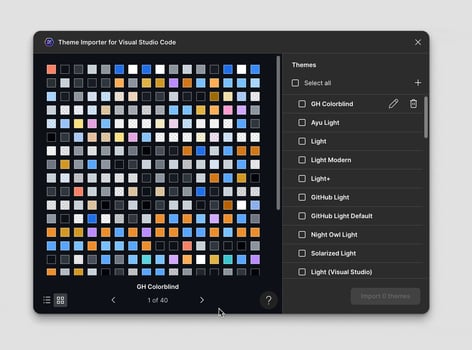 Theme Importer for Visual Studio Code
Themes
Select all
GH Colorblind
Ayu Light
Light
Light Modern
Light+
GitHub Light
GitHub Light Default
Night Owl Light
Solarized Light
Light (Visual Studio)
GH Colorblind
1 of 40
?
Import 0 themes